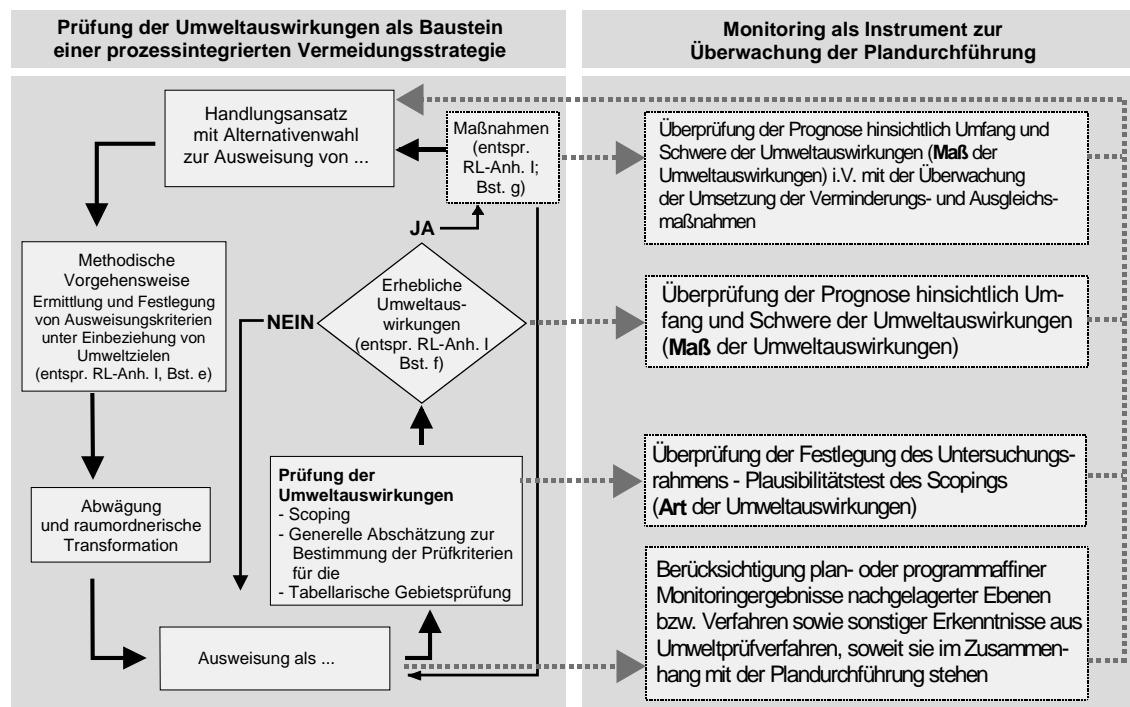 Prüfung der Umweltauswirkungen als Baustein
einer prozessintegrierten Vermeidungsstrategie
Handlungsansatz
mit Alternativenwahl
zur Ausweisung von ...
Maßnahmen
(entspr.
RL-Anh. I;
Bst. g)
JA
Methodische
Vorgehensweise
Ermittlung und Festlegung
von Ausweisungskriterien
unter Einbeziehung von
Umweltzielen
(entspr. RL-Anh. I, Bst. e)
NEIN
Erhebliche
Umweltaus-
wirkungen
(entspr. RL-Anh. I
Bst. f)
Abwägung
und raumordnerische
Transformation
Prüfung der
Umweltauswirkungen
- Scoping
- Generelle Abschätzung zur
Bestimmung der Prüfkriterien
für die
- Tabellarische Gebietsprüfung
Ausweisung als ...
Monitoring als Instrument zur
Überwachung der Plandurchführung
Überprüfung der Prognose hinsichtlich Umfang und
Schwere der Umweltauswirkungen (Maß der
Umweltauswirkungen) i.V. mit der Überwachung
der Umsetzung der Verminderungs- und Ausgleichs-
maßnahmen
Überprüfung der Prognose hinsichtlich Um-
fang und Schwere der Umweltauswirkungen
(Maß der Umweltauswirkungen)
Überprüfung der Festlegung des Untersuchungs-
rahmens - Plausibilitätstest des Scopings
(Art der Umweltauswirkungen)
Berücksichtigung plan- oder programmaffiner
Monitoringergebnisse nachgelagerter Ebenen
bzw. Verfahren sowie sonstiger Erkenntnisse aus
Umweltprüfverfahren, soweit sie im Zusammen-
hang mit der Plandurchführung stehen